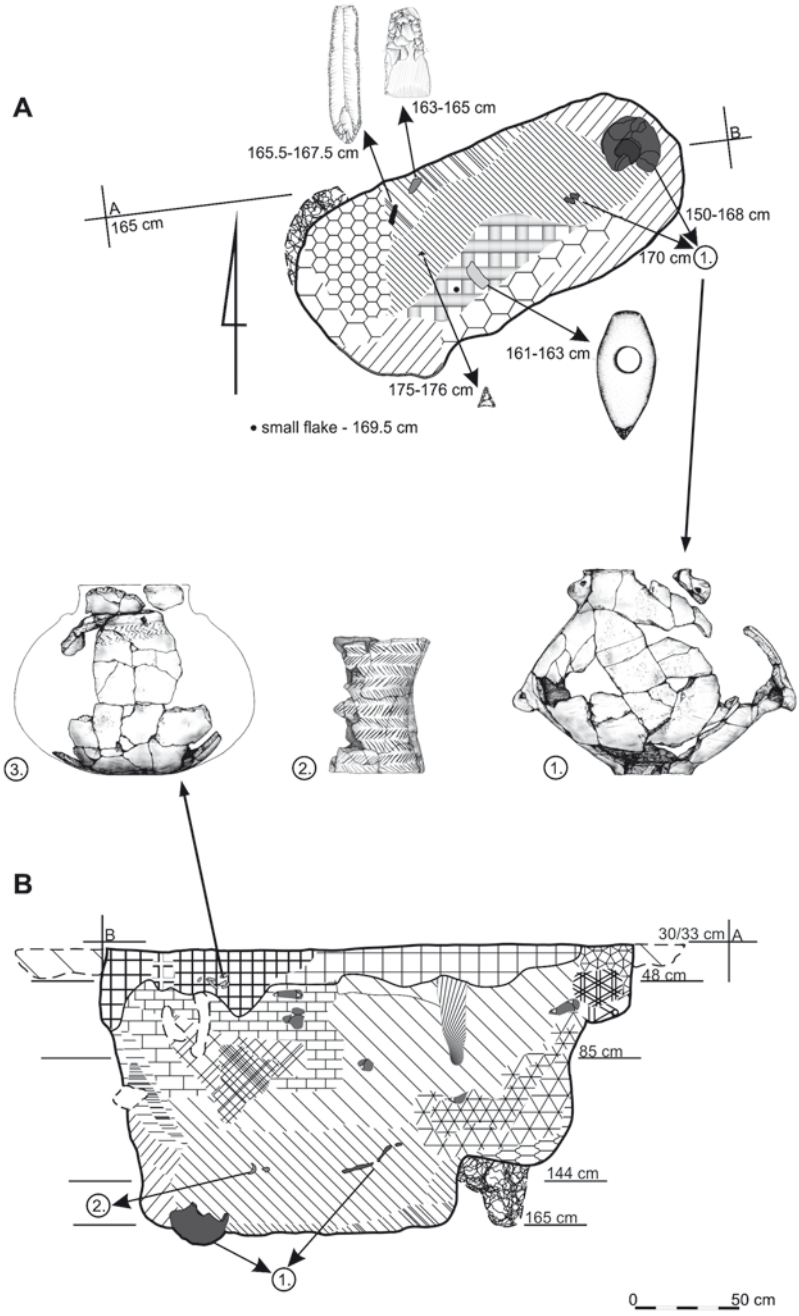 A
163-165 cm
165.5-167.5 cm
B
A
165 cm
150-168 cm
170 cm
1.
161-163 cm
175-176 cm
• small flake - 169.5 cm
3.
2.
1.
B
B
30/33 cm
A
48 cm
85 cm
144 cm
2.
165 cm
1.
0
50 cm